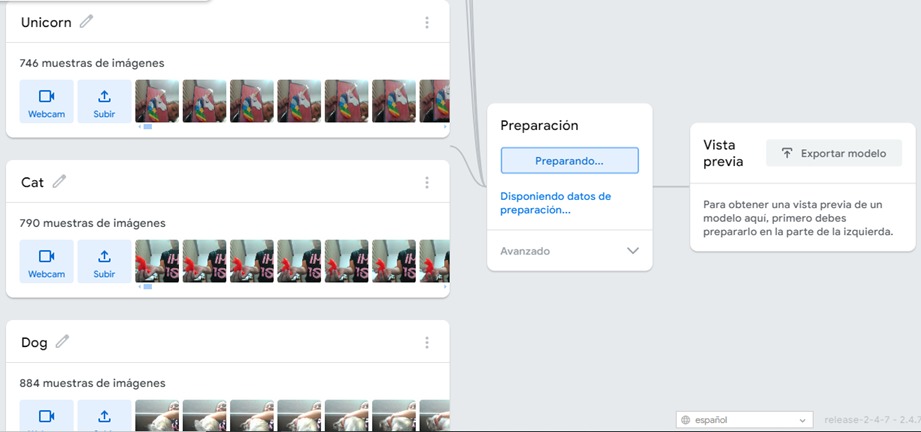 Unicorn
746 muestras de imágenes
Webcam
Subir
Cat
790 muestras de imágenes
Webcam
Subir
Dog
884 muestras de imágenes
Preparación
Preparando...
Disponiendo datos de
preparación...
Avanzado
Vista
previa
Exportar modelo
Para obtener una vista previa de un
modelo aquí, primero debes
prepararlo en la parte de la izquierda.
español
release-2-4-7 - 2.4.7